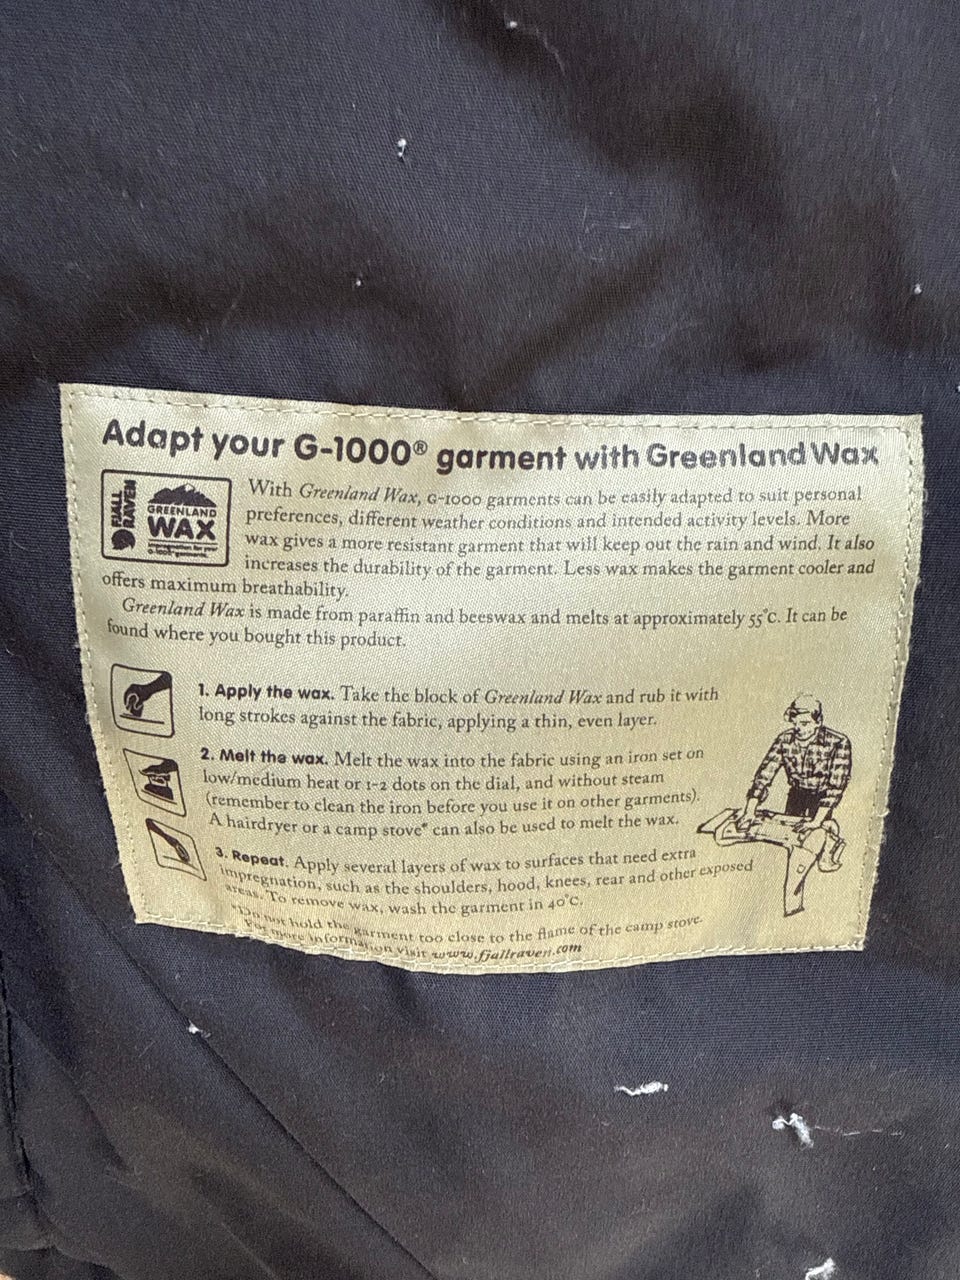 Adapt your G-1000® garment with Greenland Wax
FJÄLL
RÄVEN
GREENLAND
WAX
With Greenland Wax, G-1000 garments can be easily adapted to suit personal
preferences, different weather conditions and intended activity levels. More
wax gives a more resistant garment that will keep out the rain and wind. It also
increases the durability of the garment. Less wax makes the garment cooler and
offers maximum breathability.
Greenland Wax is made from paraffin and beeswax and melts at approximately 55°C. It can be
found where you bought this product.
1. Apply the wax. Take the block of Greenland Wax and rub it with
long strokes against the fabric, applying a thin, even layer.
2. Melt the wax. Melt the wax into the fabric using an iron set on
low/medium heat or 1-2 dots on the dial, and without steam
(remember to clean the iron before you use it on other garments).
A hairdryer or a camp stove* can also be used to melt the wax.
3. Repeat. Apply several layers of wax to surfaces that need extra
impregnation, such as the shoulders, hood, knees, rear and other exposed
areas. To remove wax, wash the garment in 40°C.
*Do not hold the garment too close to the flame of the camp stove.
For more information visit www.fjallraven.com